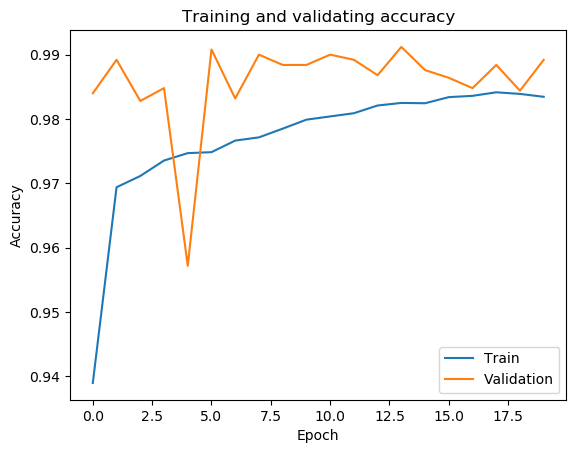 Training and validating accuracy
0.99
0.98
0.97
0.96
0.95
0.94
Accuracy
0.0 2.5 5.0 7.5 10.0 12.5 15.0 17.5
Epoch
Train
Validation